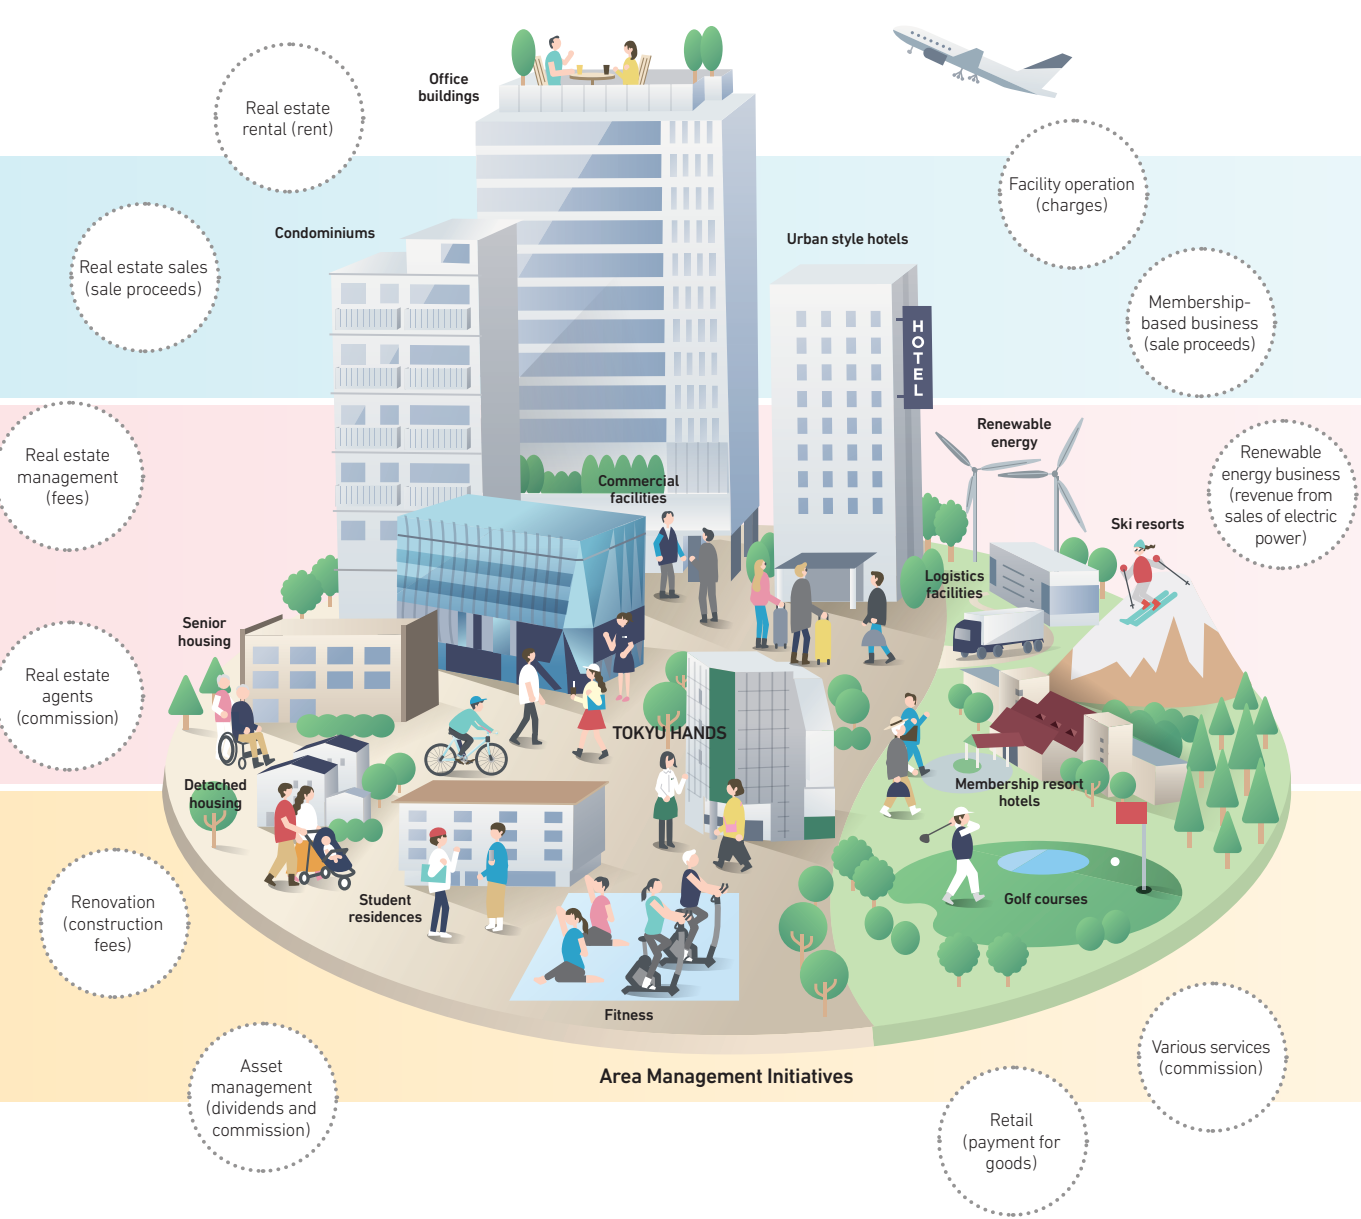 Office
buildings
Real estate
rental (rent)
Facility operation
(charges)
Condominiums
Urban style hotels
Real estate sales
(sale proceeds)
Membership-
based business
(sale proceeds)
HOTEL
Renewable
energy
Real estate
management
(fees)
Renewable
energy business
(revenue from
sales of electric
power)
Commercial
facilities
Ski resorts
Logistics
facilities
Senior
housing
Real estate
agents
(commission)
TOKYU HANDS
Detached
housing
Membership resort
hotels
Student
residences
Golf courses
Renovation
(construction
fees)
Fitness
Area Management Initiatives
Asset
management
(dividends and
commission)
Various services
(commission)
Retail
(payment for
goods)